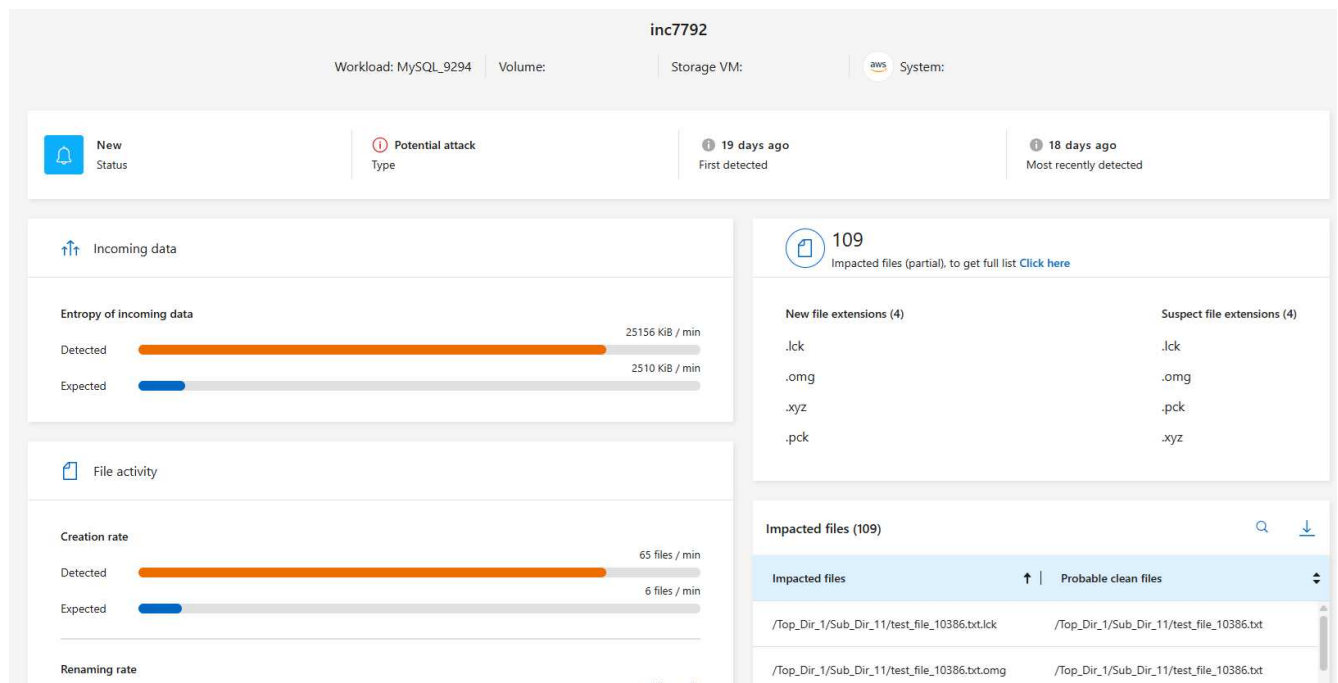 inc7792
Workload: MySQL_9294
Volume:
Storage VM:
aws
System:
New
Status
Potential attack
Type
19 days ago
First detected
18 days ago
Most recently detected
Incoming data
Entropy of incoming data
25156 KiB / min
Detected
2510 KiB / min
Expected
File activity
Creation rate
65 files / min
Detected
6 files / min
Expected
Renaming rate
109
Impacted files (partial), to get full list Click here
New file extensions (4)
.lck
.omg
.xyz
.pck
Suspect file extensions (4)
.lck
.omg
.pck
.xyz
Impacted files (109)
Impacted files
Probable clean files
/Top_Dir_1/Sub_Dir_11/test_file_10386.txt.lck
/Top_Dir_1/Sub_Dir_11/test_file_10386.txt
/Top_Dir_1/Sub_Dir_11/test_file_10386.txt.omg
/Top_Dir_1/Sub_Dir_11/test_file_10386.txt